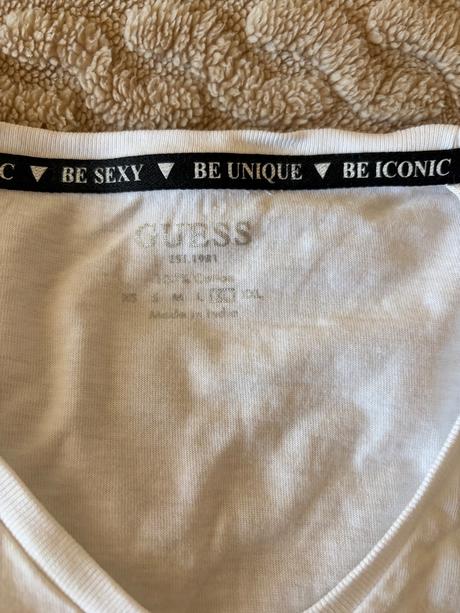 C ▼ BE SEXY ▼ BE UNIQUE ▼ BE ICONIC
GUESS
EST.1981
100% Cotton
XS S M L XL XXL
Made in India